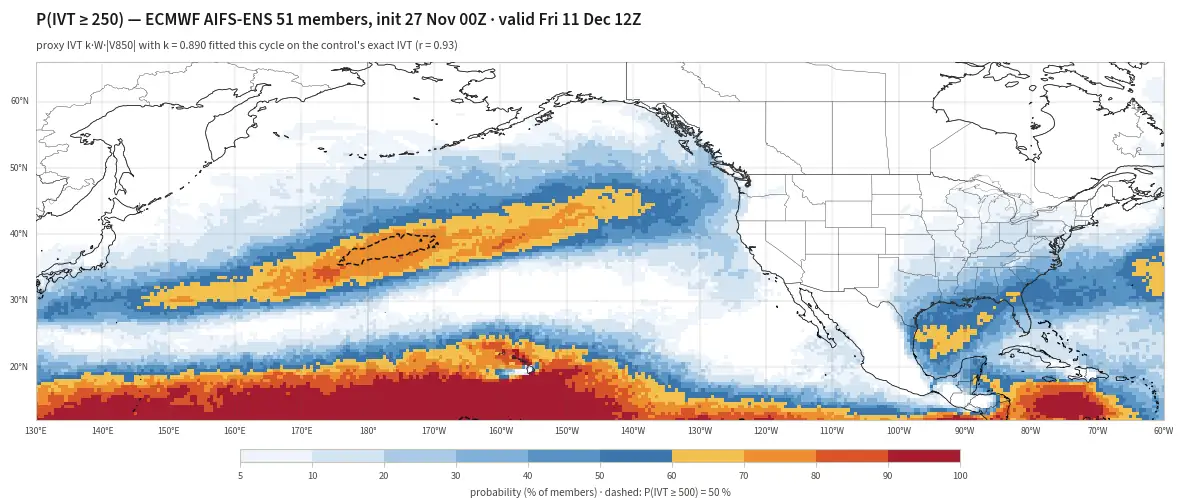 P(IVT ≥ 250) — ECMWF AIFS-ENS 51 members, init 27 Nov 00Z · valid Fri 11 Dec 12Z
proxy IVT k·W·|V850| with k = 0.890 fitted this cycle on the control's exact IVT (r = 0.93)
60°N
50°N
40°N
30°N
20°N
130°E 140°E 150°E 160°E 170°E 180° 170°W 160°W 150°W 140°W 130°W 120°W 110°W 100°W 90°W 80°W 70°W 60°W
5 10 20 30 40 50 60 70 80 90 100
probability (% of members) · dashed: P(IVT ≥ 500) = 50 %